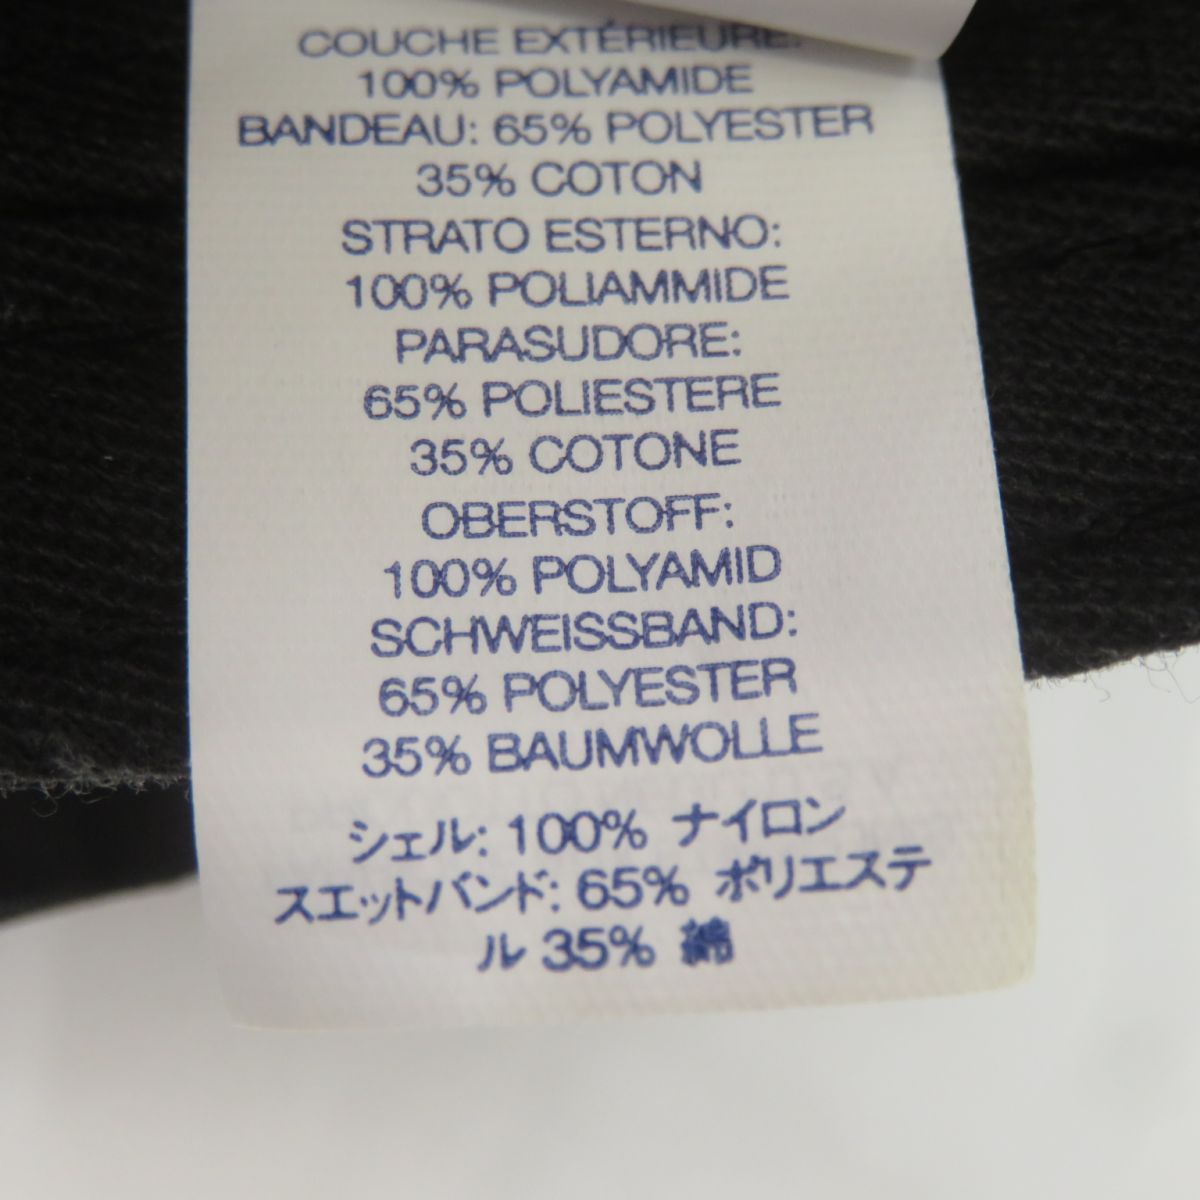 COUCHE EXTÉRIEURE:
100% POLYAMIDE
BANDEAU: 65% POLYESTER
35% COTON
STRATO ESTERNO:
100% POLIAMMIDE
PARASUDORE:
65% POLIESTERE
35% COTONE
OBERSTOFF:
100% POLYAMID
SCHWEISSBAND:
65% POLYESTER
35% BAUMWOLLE
シェル: 100% ナイロン
スエットバンド: 65% ポリエステ
ル 35% 綿